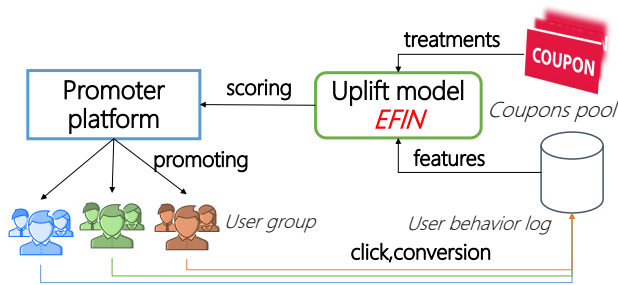 treatments
COUPON
Coupons pool
Promoter
platform
scoring
Uplift model
EFIN
features
promoting
User group
User behavior log
click,conversion